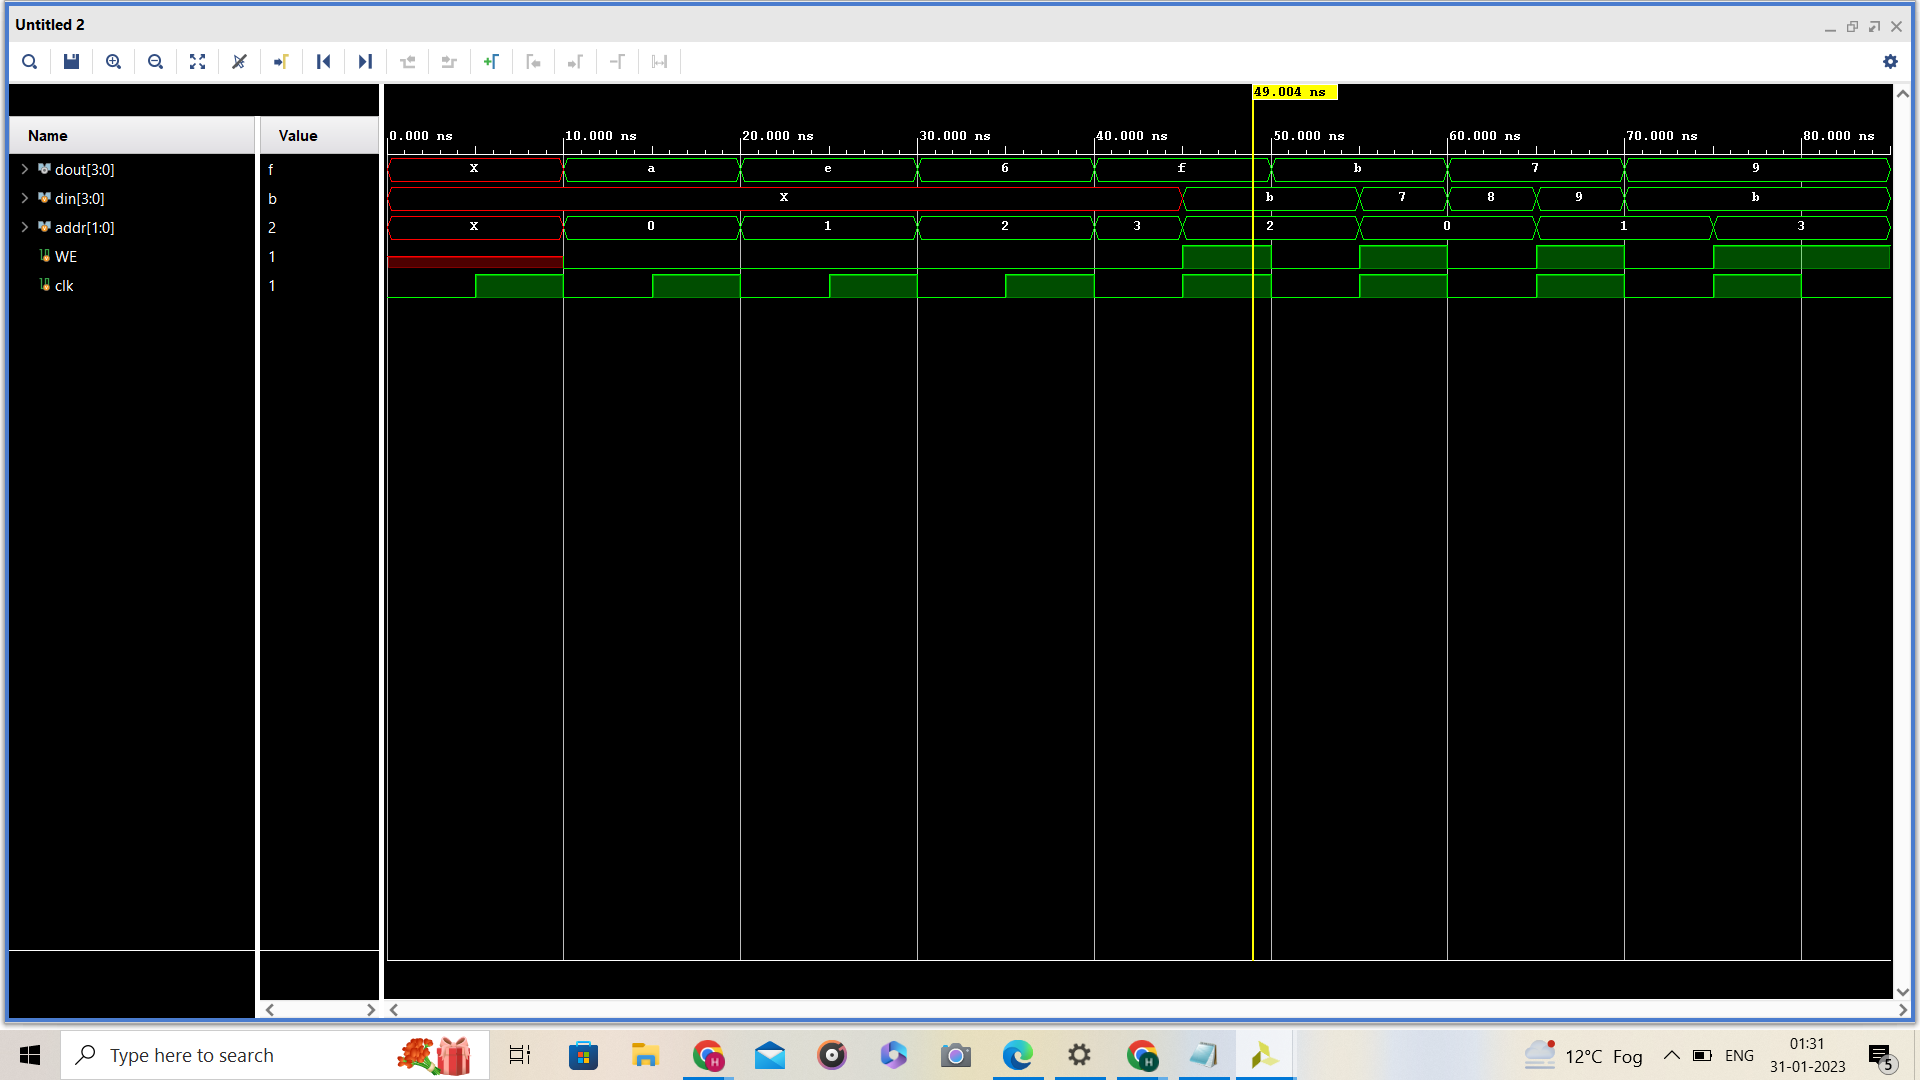 Untitled 2
49.004 ns
Name Value
0.000 ns 10.000 ns 20.000 ns 30.000 ns 40.000 ns 50.000 ns 60.000 ns 70.000 ns 80.000 ns
dout[3:0] f X a e 6 f b 7 9
din[3:0] b X b 7 8 9 b
addr[1:0] 2 X 0 1 2 3 2 0 1 3
WE 1
clk 1
Type here to search H H 12°C Fog ENG 01:31
31-01-2023 5